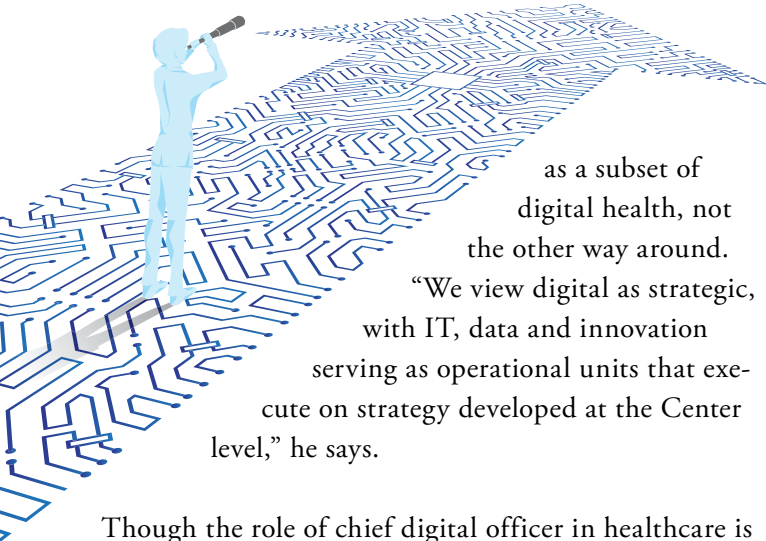 as a subset of
digital health, not
the other way around.
“We view digital as strategic,
with IT, data and innovation
serving as operational units that exe-
cute on strategy developed at the Center
level,” he says.
Though the role of chief digital officer in healthcare is